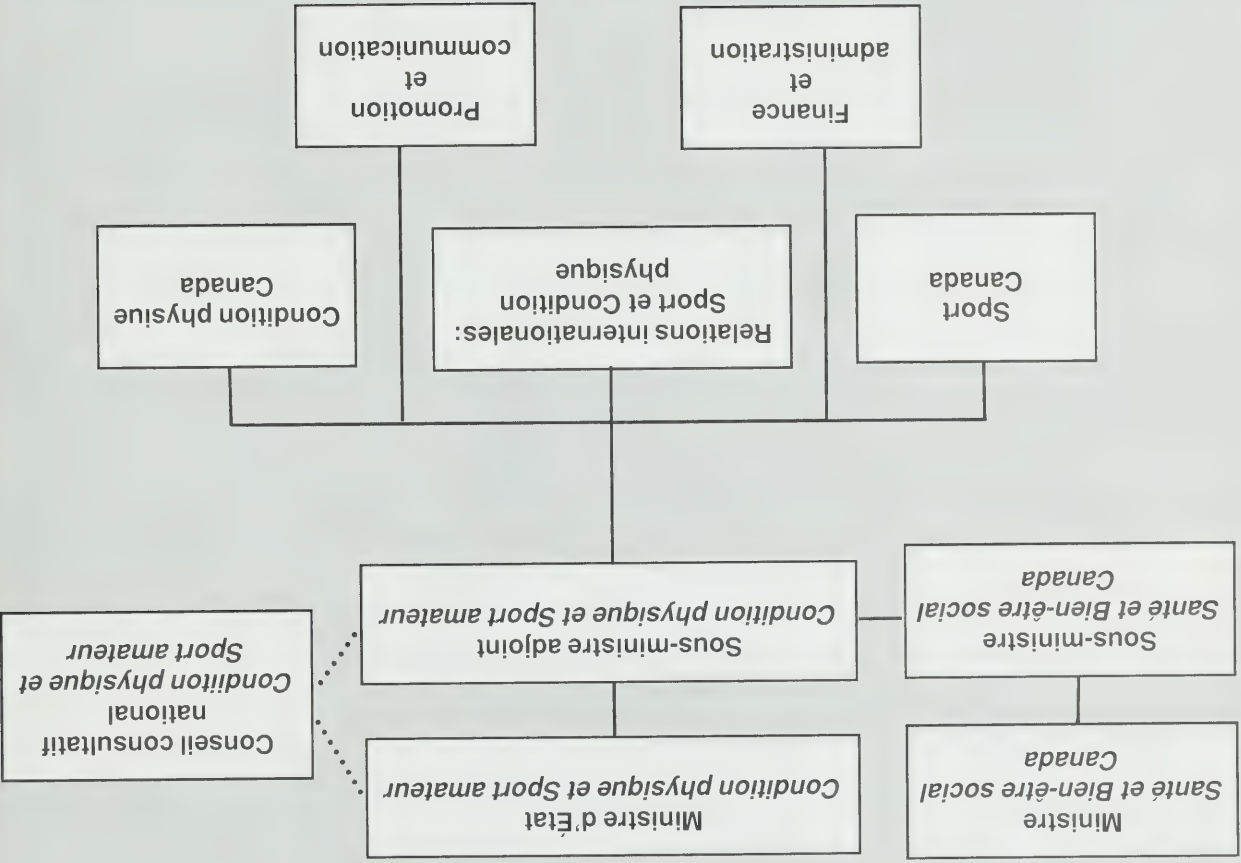 Ministre
Santé et Bien-être social
Canada
Ministre d'État
Condition physique et Sport amateur
Conseil consultatif
national
Condiiton physique et
Sport amateur
Sous-ministre
Santé et Bien-être social
Canada
Sous-ministre adjoint
Condition physique et Sport amateur
Sport
Canada
Relations internationales:
Sport et Condition
physique
Condition physiue
Canada
Finance
et
administration
Promotion
et
communication